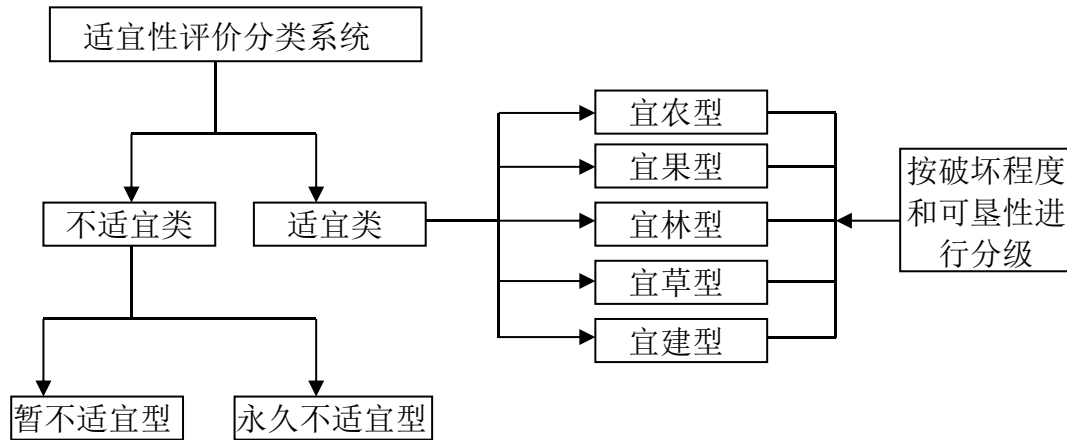 适宜性评价分类系统
宜农型
宜果型
不适宜类
适宜类
宜林型
宜草型
宜建型
按破坏程度
和可垦性进
行分级
暂不适宜型
永久不适宜型